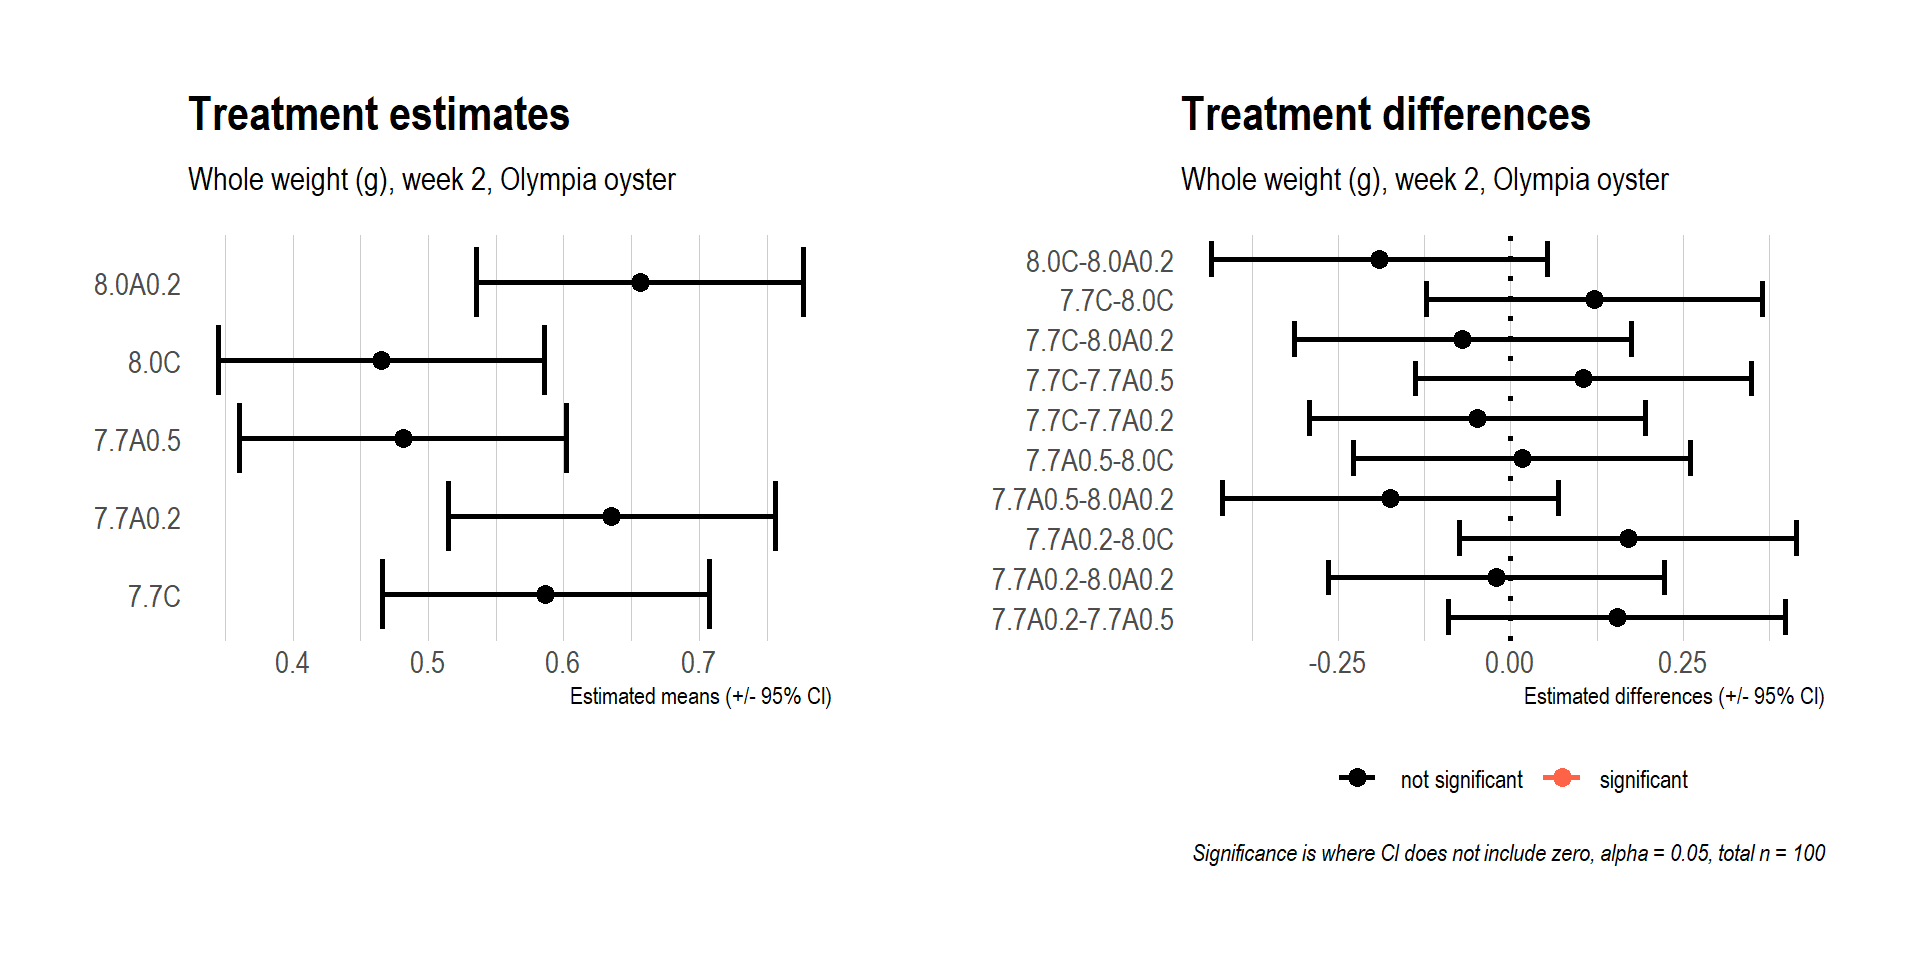 Treatment estimates
Whole weight (g), week 2, Olympia oyster
8.0A0.2
8.0C
7.7A0.5
7.7A0.2
7.7C
0.4 0.5 0.6 0.7
Estimated means (+/- 95% CI)
Treatment differences
Whole weight (g), week 2, Olympia oyster
8.0C-8.0A0.2
7.7C-8.0C
7.7C-8.0A0.2
7.7C-7.7A0.5
7.7C-7.7A0.2
7.7A0.5-8.0C
7.7A0.5-8.0A0.2
7.7A0.2-8.0C
7.7A0.2-8.0A0.2
7.7A0.2-7.7A0.5
-0.25 0.00 0.25
Estimated differences (+/- 95% CI)
not significant significant
Significance is where CI does not include zero, alpha = 0.05, total n = 100